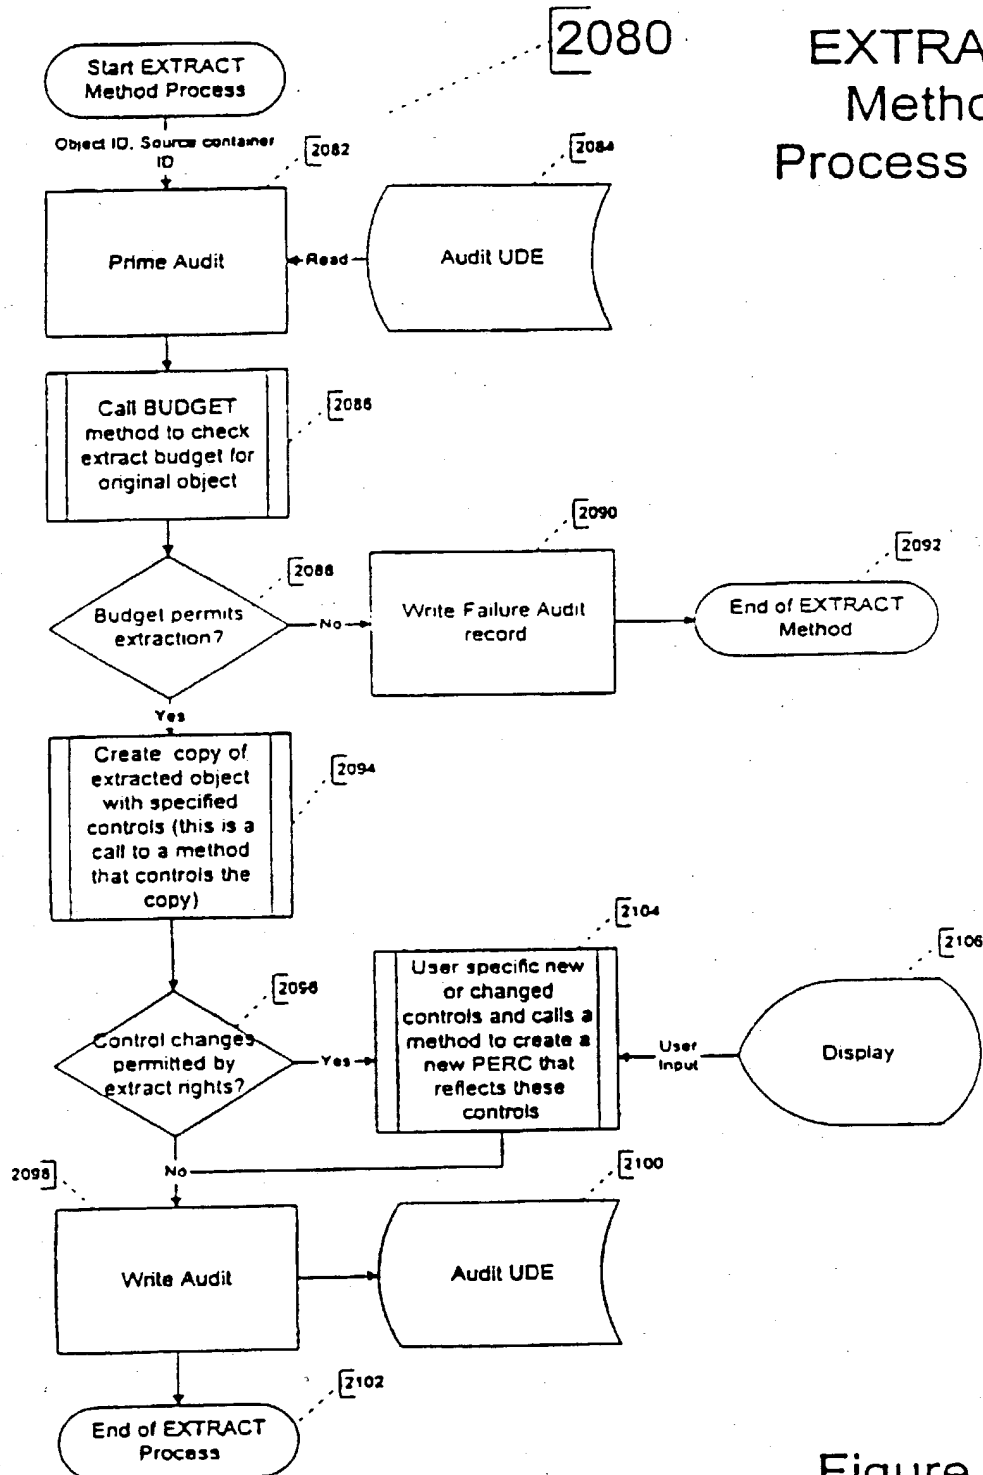 2080
EXTRA
Metho
Process
Start EXTRACT
Method Process
Object ID, Source container
ID
2082
2084
Prime Audit
Read
Audit UDE
Call BUDGET
method to check
extract budget for
original object
2086
2090
2092
2088
Budget permits
extraction?
No
Write Failure Audit
record
End of EXTRACT
Method
Yes
Create copy of
extracted object
with specified
controls (this is a
call to a method
that controls the
copy)
2094
2104
2106
2096
User specific new
or changed
controls and calls a
method to create a
new PERC that
reflects these
controls
Control changes
permitted by
extract rights?
Yes
User
Input
Display
No
2098
2100
Write Audit
Audit UDE
2102
End of EXTRACT
Process
Figure